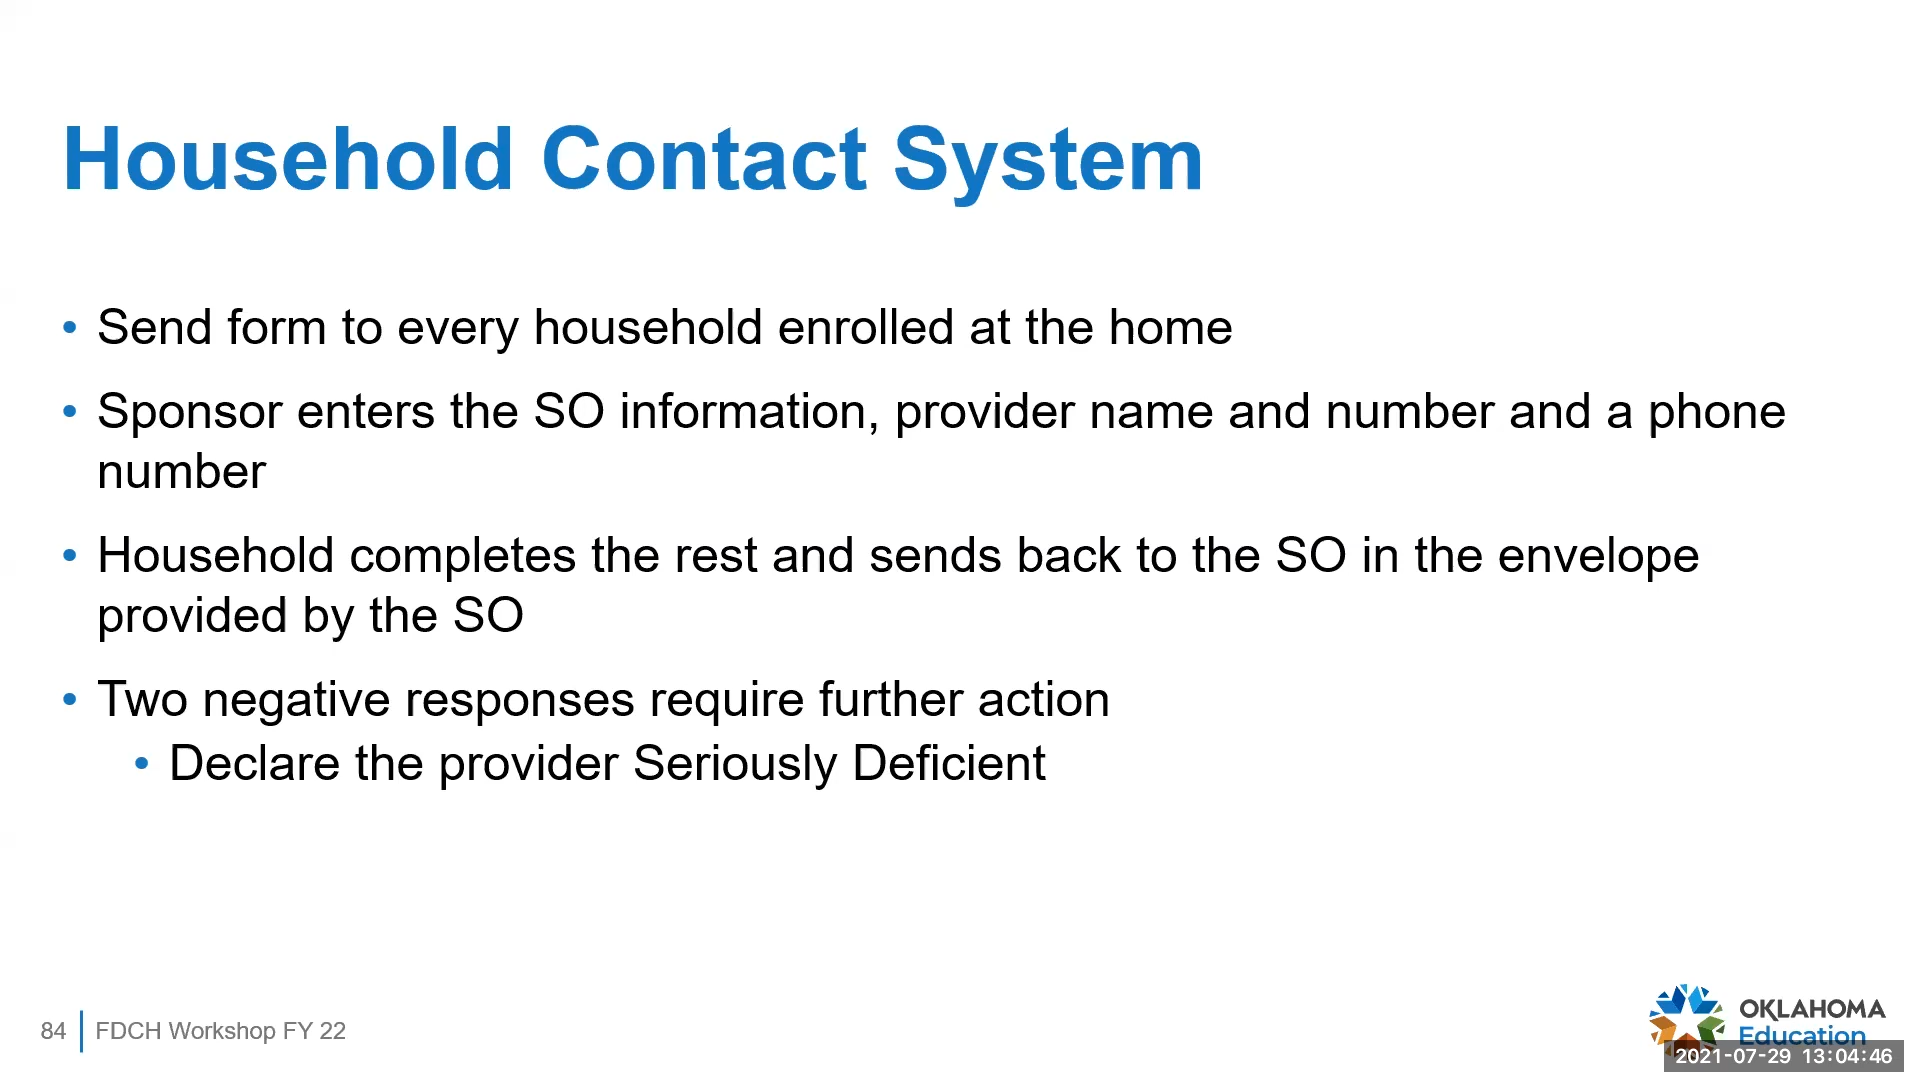 Household Contact System
• Send form to every household enrolled at the home
• Sponsor enters the SO information, provider name and number and a phone
number
• Household completes the rest and sends back to the SO in the envelope
provided by the SO
• Two negative responses require further action
• Declare the provider Seriously Deficient
84 FDCH Workshop FY 22
OKLAHOMA
Education
2021-07-29 13:04:46